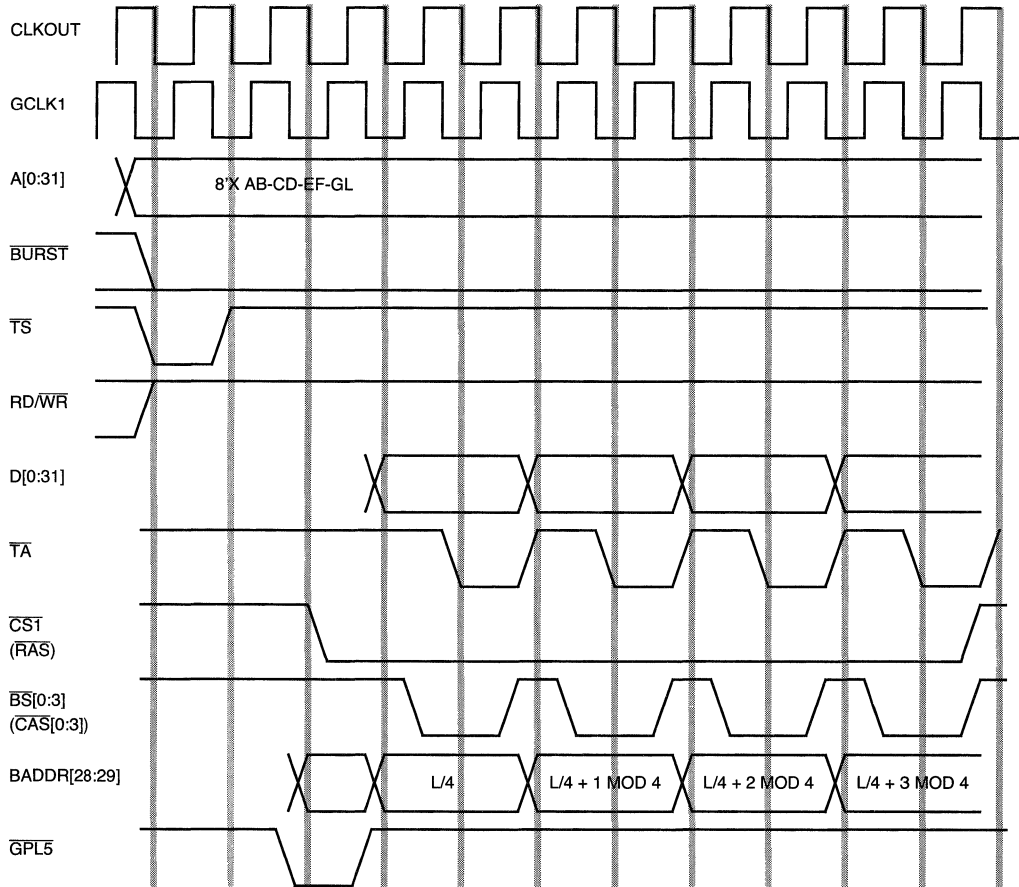 CLKOUT
GCLK1
A[0:31]
8'X AB-CD-EF-GL
BURST
TS
RD/WR
D[0:31]
TA
CS1
(RAS)
BS[0:3]
(CAS[0:3])
BADDR[28:29]
L/4
L/4 + 1 MOD 4
L/4 + 2 MOD 4
L/4 + 3 MOD 4
GPL5